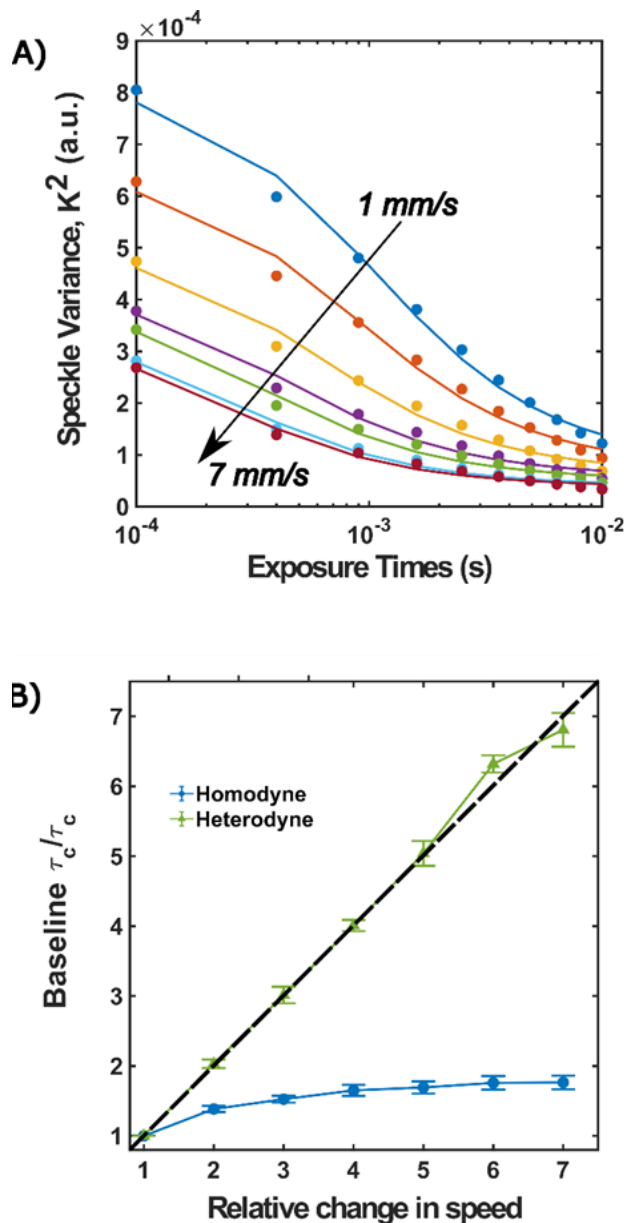 A)
×10⁻⁴
9
8
7
6
5
4
3
2
1
0
Speckle Variance, K² (a.u.)
1 mm/s
7 mm/s
10⁻⁴
10⁻³
10⁻²
Exposure Times (s)
B)
7
6
5
4
3
2
1
Baseline τc/τc
Homodyne
Heterodyne
1 2 3 4 5 6 7
Relative change in speed